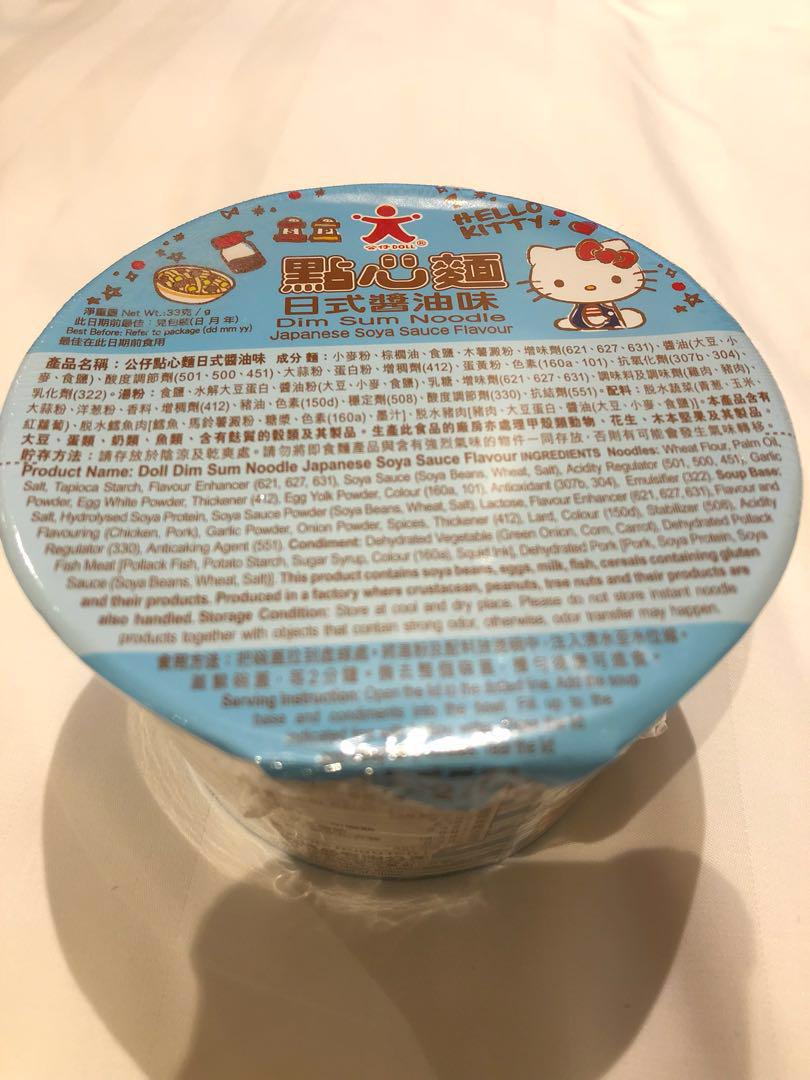 HELLO
KITTY
公仔DOLL®
點心麵
日式醬油味
Dim Sum Noodle
Japanese Soya Sauce Flavour
淨重量 Net Wt.:33克/g
此日期前最佳：見包底(日 月 年)
Best Before: Refer to package (dd mm yy)
最佳在此日期前食用
產品名稱：公仔點心麵日式醬油味 成分 麵：小麥粉、棕櫚油、食鹽、木薯澱粉、增味劑(621、627、631)、醬油(大豆、小
麥、食鹽)、酸度調節劑(501、500、451)、大蒜粉、蛋白粉、增稠劑(412)、蛋黃粉、色素(160a、101)、抗氧化劑(307b、304)、
乳化劑(322)。湯粉：食鹽、水解大豆蛋白、醬油粉(大豆、小麥、食鹽)、乳糖、增味劑(621、627、631)、調味料及調味劑(雞肉、豬肉)、
大蒜粉、洋葱粉、香料、增稠劑(412)、豬油、色素(150d)、穩定劑(508)、酸度調節劑(330)、抗結劑(551)。配料：脫水蔬菜(青葱、玉米、
紅蘿蔔)、脫水鱈魚肉[鱈魚、馬鈴薯澱粉、糖漿、色素(160a)、墨汁]、脫水豬肉[豬肉、大豆蛋白、醬油(大豆、小麥、食鹽)]。本產品含有
大豆、蛋類、奶類、魚類、含有麩質的穀類及其製品。生產此食品的廠房亦處理甲殼類動物、花生、木本堅果及其製品。
貯存方法：請存放於陰涼及乾爽處。請勿將即食麵產品與含有強烈氣味的物件一同存放，否則有可能會發生氣味轉移。
Product Name: Doll Dim Sum Noodle Japanese Soya Sauce Flavour INGREDIENTS Noodles: Wheat Flour, Palm Oil,
Salt, Tapioca Starch, Flavour Enhancer (621, 627, 631), Soya Sauce (Soya Beans, Wheat, Salt), Acidity Regulator (501, 500, 451), Garlic
Powder, Egg White Powder, Thickener (412), Egg Yolk Powder, Colour (160a, 101), Antioxidant (307b, 304), Emulsifier (322). Soup Base:
Salt, Hydrolysed Soya Protein, Soya Sauce Powder (Soya Beans, Wheat, Salt), Lactose, Flavour Enhancer (621, 627, 631), Flavour and
Flavouring (Chicken, Pork), Garlic Powder, Onion Powder, Spices, Thickener (412), Lard, Colour (150d), Stabilizer (508), Acidity
Regulator (330), Anticaking Agent (551). Condiment: Dehydrated Vegetable (Green Onion, Corn, Carrot), Dehydrated Pollack
Fish Meat [Pollack Fish, Potato Starch, Sugar Syrup, Colour (160a), Squid Ink], Dehydrated Pork [Pork, Soya Protein, Soya
Sauce (Soya Beans, Wheat, Salt)]. This product contains soya beans, eggs, milk, fish, cereals containing gluten
and their products. Produced in a factory where crustacean, peanuts, tree nuts and their products are
also handled. Storage Condition: Store at cool and dry place. Please do not store instant noodle
products together with objects that contain strong odor, otherwise, odor transfer may happen.
食用方法：把碗蓋拉到虛線處，將湯粉及配料放進碗中，注入沸水至水位線，
蓋好碗蓋，等2分鐘。撕去整個碗蓋，攪勻後便可進食。
Serving Instruction: Open the lid to the dotted line. Add the soup
base and condiments into the bowl. Fill up to the
the lid